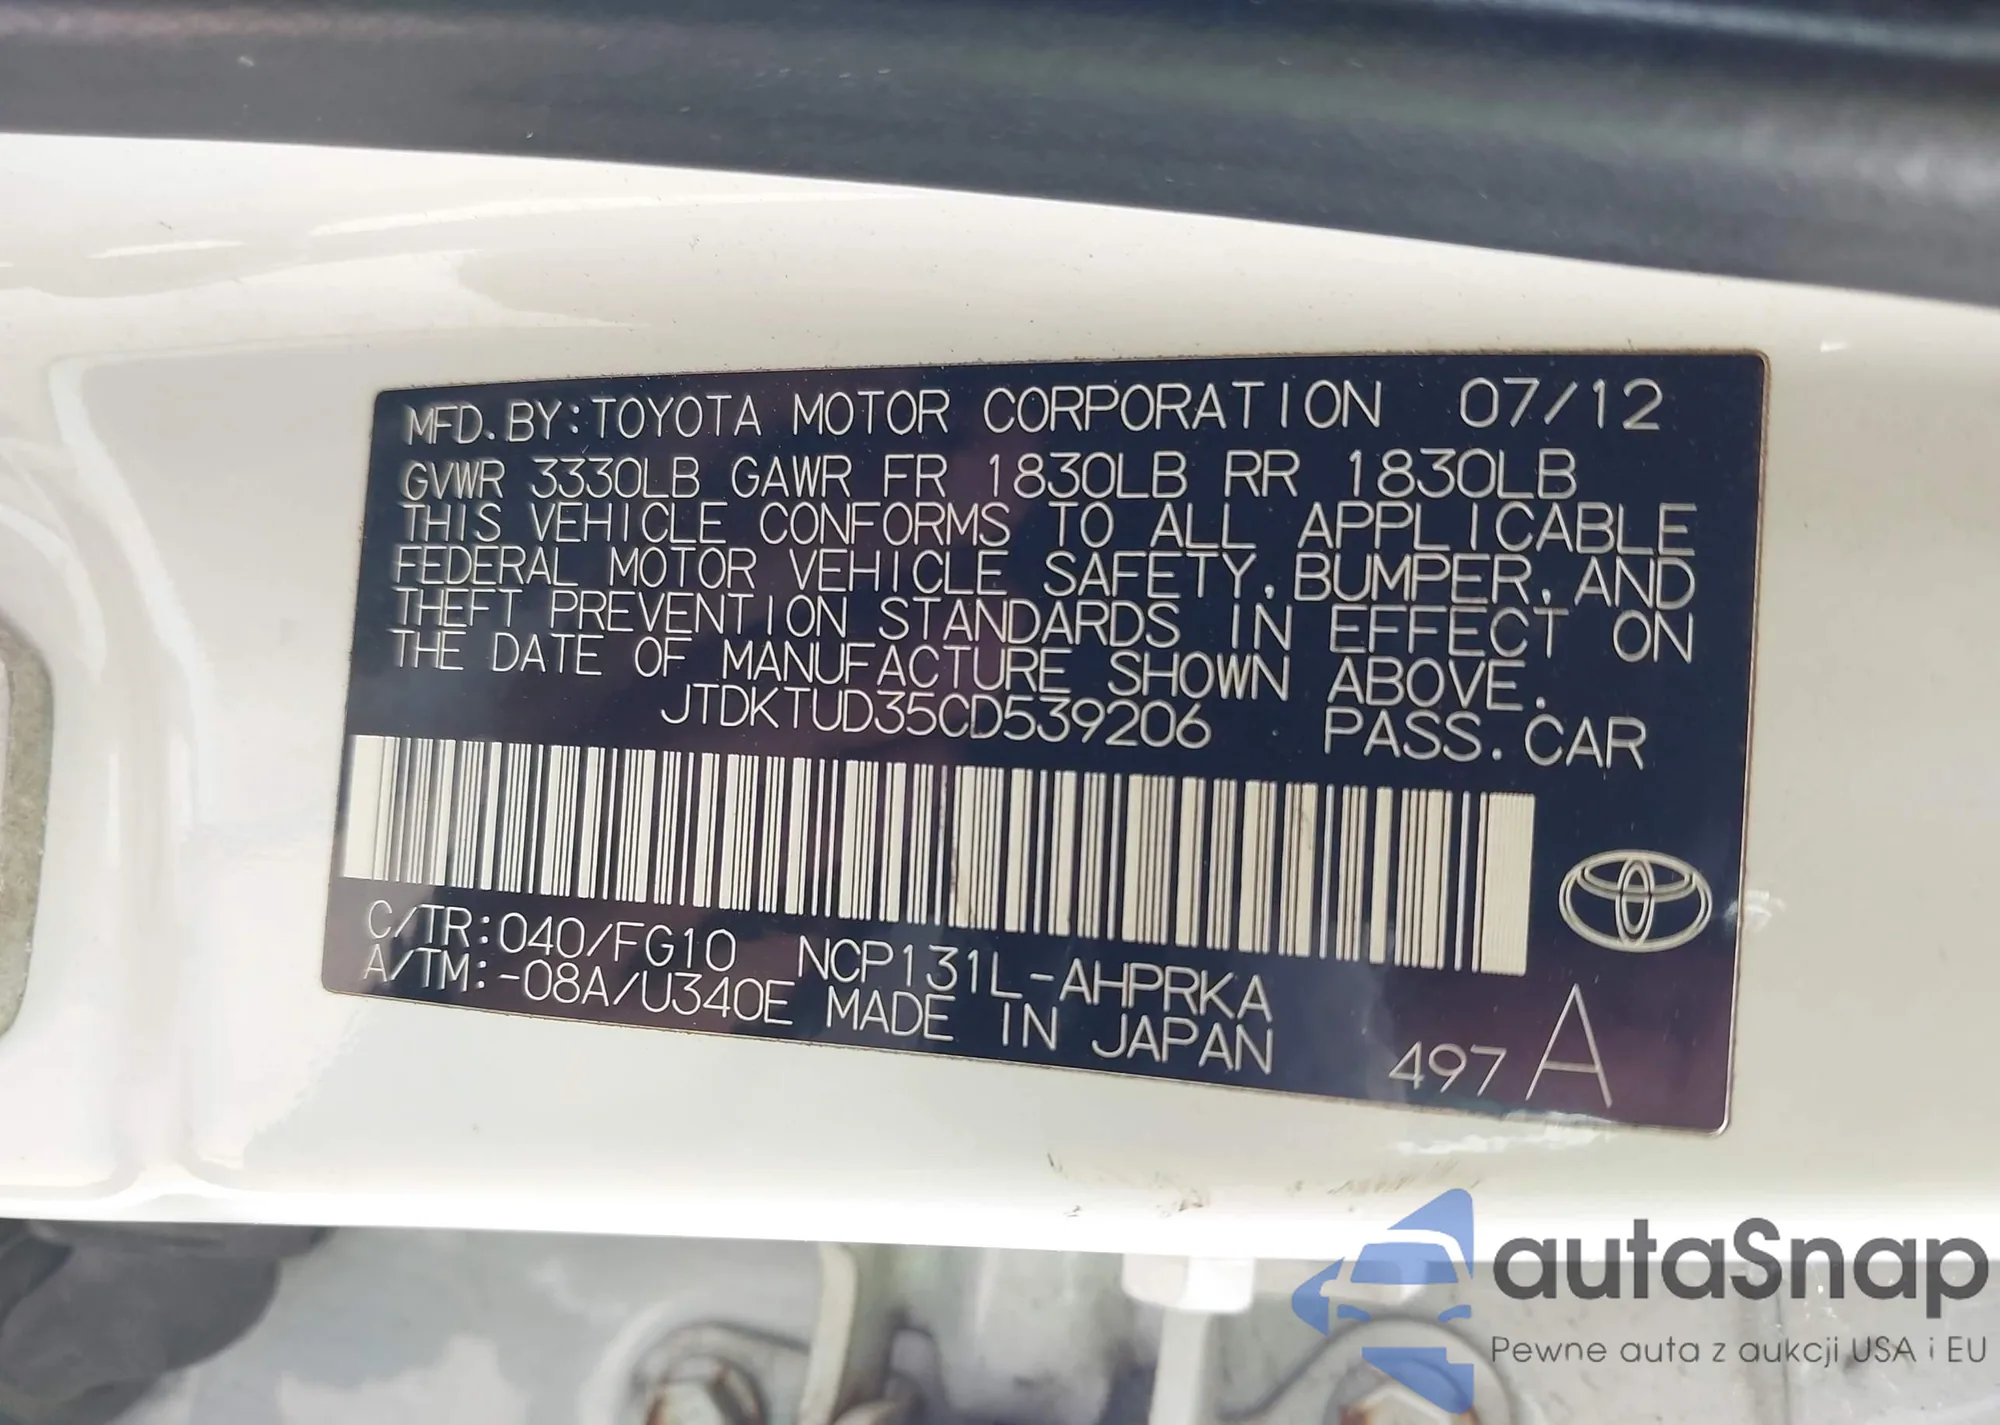 MFD.BY:TOYOTA MOTOR CORPORATION 07/12
GVWR 3330LB GAWR FR 1830LB RR 1830LB
THIS VEHICLE CONFORMS TO ALL APPLICABLE
FEDERAL MOTOR VEHICLE SAFETY, BUMPER, AND
THEFT PREVENTION STANDARDS IN EFFECT ON
THE DATE OF MANUFACTURE SHOWN ABOVE.
JTDKTUD35CD539206 PASS.CAR
C/TR:040/FG10 NCP131L-AHPRKA
A/TM:-08A/U340E MADE IN JAPAN 497A
autaSnap
Pewne auta z aukcji USA i EU